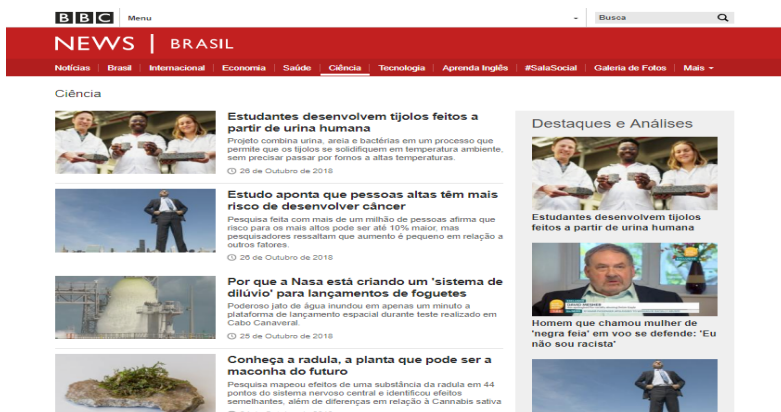 BBC Menu
Busca
NEWS | BRASIL
Notícias Brasil Internacional Economia Saúde Ciência Tecnologia Aprenda Inglês #SalaSocial Galeria de Fotos Mais
Ciência
Estudantes desenvolvem tijolos feitos a
partir de urina humana
Projeto combina urina, areia e bactérias em um processo que
permite que os tijolos se solidifiquem em temperatura ambiente,
sem precisar passar por fornos a altas temperaturas.
26 de Outubro de 2018
Estudo aponta que pessoas altas têm mais
risco de desenvolver câncer
Pesquisa feita com mais de um milhão de pessoas afirma que
risco para os mais altos pode ser até 10% maior, mas
pesquisadores ressaltam que aumento é pequeno em relação a
outros fatores.
26 de Outubro de 2018
Por que a Nasa está criando um 'sistema de
dilúvio' para lançamentos de foguetes
Poderoso jato de água inundou em apenas um minuto a
plataforma de lançamento espacial durante teste realizado em
Cabo Canaveral.
25 de Outubro de 2018
Conheça a radula, a planta que pode ser a
maconha do futuro
Pesquisa mapeou efeitos de uma substância da radula em 44
pontos do sistema nervoso central e identificou efeitos
semelhantes, além de diferenças em relação à Cannabis sativa
Destaques e Análises
Estudantes desenvolvem tijolos
feitos a partir de urina humana
DAVID MESHER
Homem que chamou mulher de
'negra feia' em voo se defende: 'Eu
não sou racista'